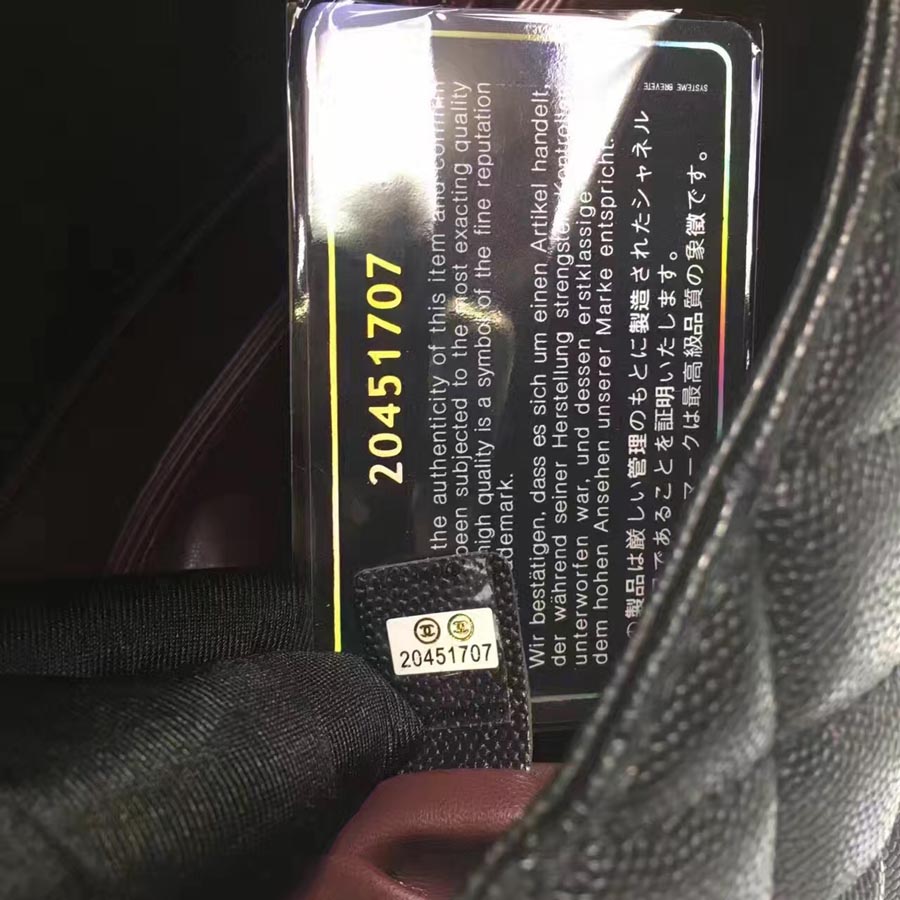 SYSTEME BREVETE
20451707
the authenticity of this item and confirm
been subjected to the most exacting quality
high quality is a symbol of the fine reputation
demark.
Wir bestätigen, dass es sich um einen Artikel handelt,
der während seiner Herstellung strengste
unterworfen war, und dessen erstklassige
dem hohen Ansehen unserer Marke entspricht.
の製品は厳しい管理のもとに製造されたシャネル
であることを証明いたします。
マークは最高級品質の象徴です。
20451707